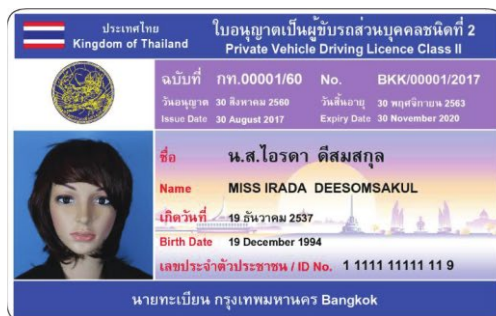 ประเทศไทย
Kingdom of Thailand
ใบอนุญาตเป็นผู้ขับรถส่วนบุคคลชนิดที่ 2
Private Vehicle Driving Licence Class II
ฉบับที่ กท.00001/60 No. BKK/00001/2017
วันอนุญาต 30 สิงหาคม 2560 วันสิ้นอายุ 30 พฤศจิกายน 2563
Issue Date 30 August 2017 Expiry Date 30 November 2020
ชื่อ น.ส.ไอรดา ดีสมสกุล
Name MISS IRADA DEESOMSAKUL
เกิดวันที่ 19 ธันวาคม 2537
Birth Date 19 December 1994
เลขประจำตัวประชาชน / ID No. 1 1111 11111 11 9
นายทะเบียน กรุงเทพมหานคร Bangkok